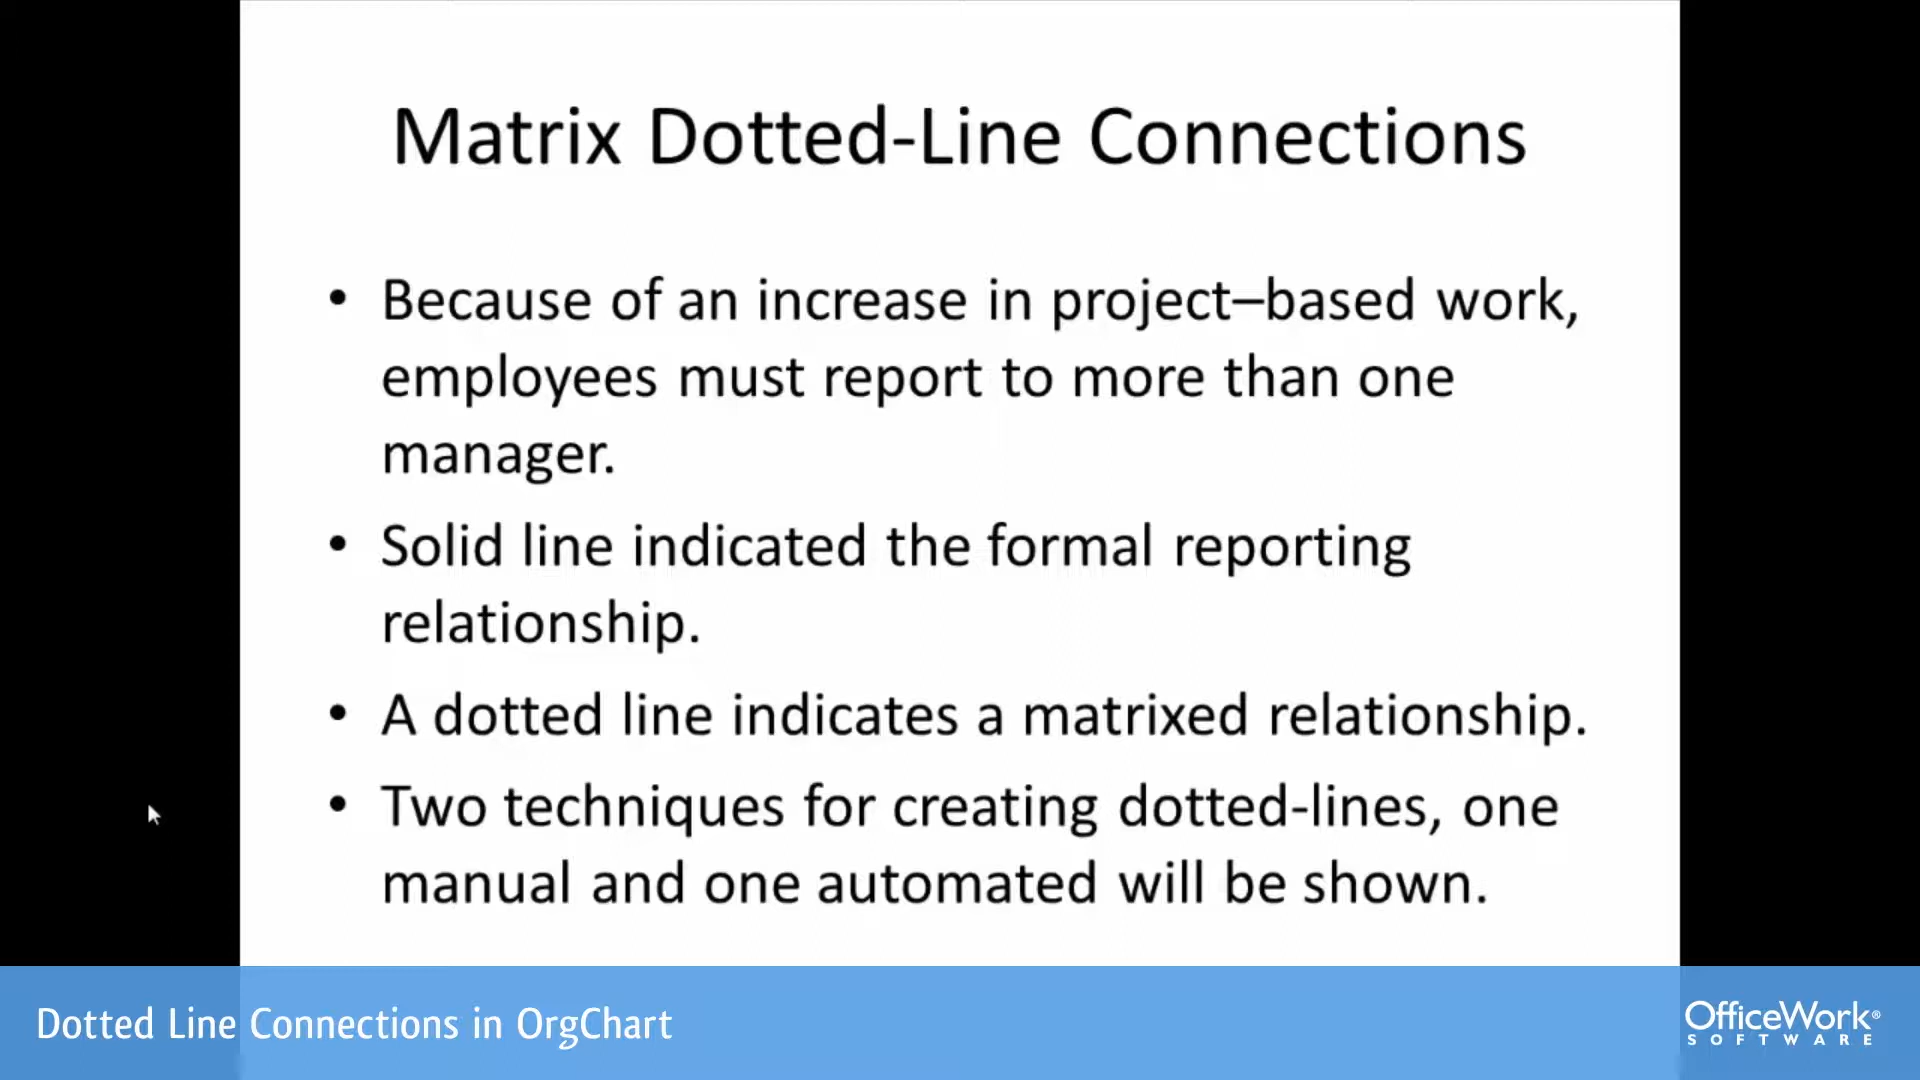 Matrix Dotted-Line Connections
• Because of an increase in project–based work,
employees must report to more than one
manager.
• Solid line indicated the formal reporting
relationship.
• A dotted line indicates a matrixed relationship.
• Two techniques for creating dotted-lines, one
manual and one automated will be shown.
Dotted Line Connections in OrgChart
OfficeWork®
SOFTWARE